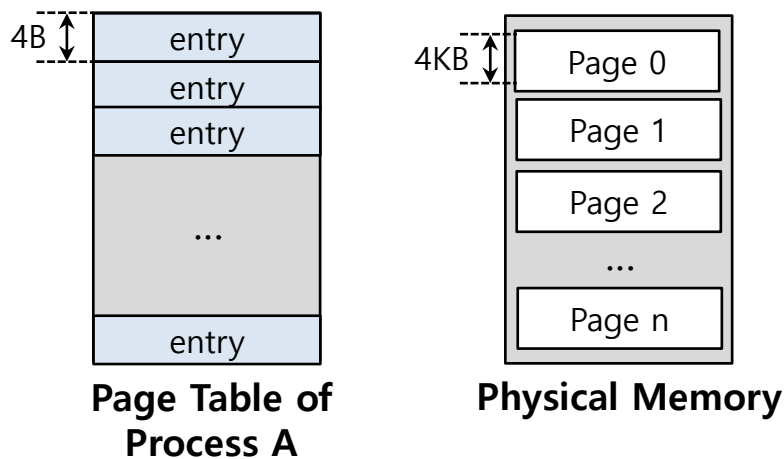 4B
entry
entry
entry
...
entry
Page Table of
Process A
4KB
Page 0
Page 1
Page 2
...
Page n
Physical Memory